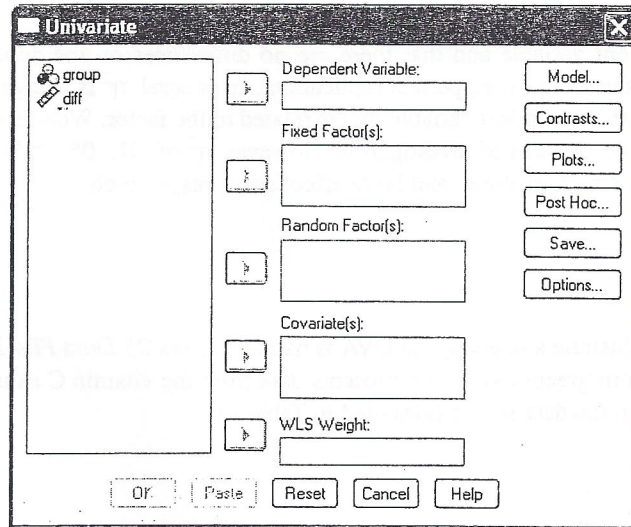 Univariate
group
diff
Dependent Variable:
Fixed Factor(s):
Random Factor(s):
Covariate(s):
WLS Weight:
Model...
Contrasts...
Plots...
Post Hoc...
Save...
Options...
OK
Paste
Reset
Cancel
Help